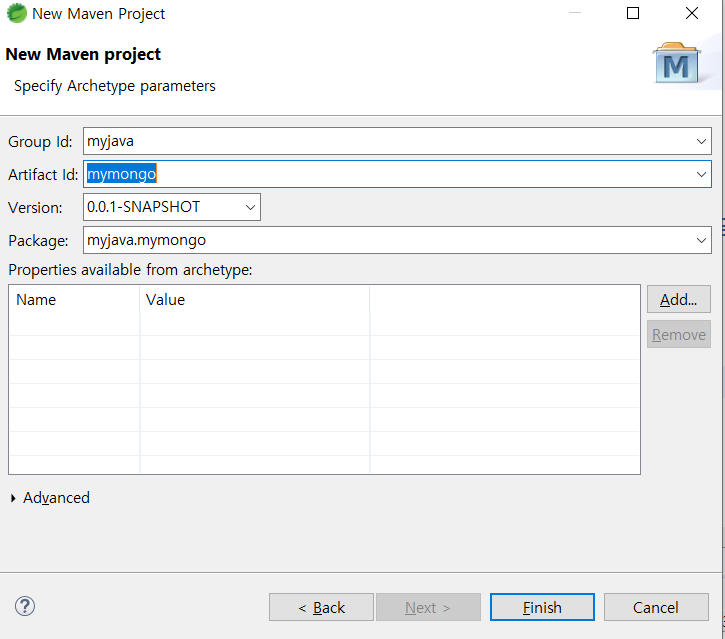 New Maven Project
New Maven project
Specify Archetype parameters
M
Group Id: myjava
Artifact Id: mymongo
Version: 0.0.1-SNAPSHOT
Package: myjava.mymongo
Properties available from archetype:
Name Value
Add...
Remove
Advanced
? < Back Next > Finish Cancel